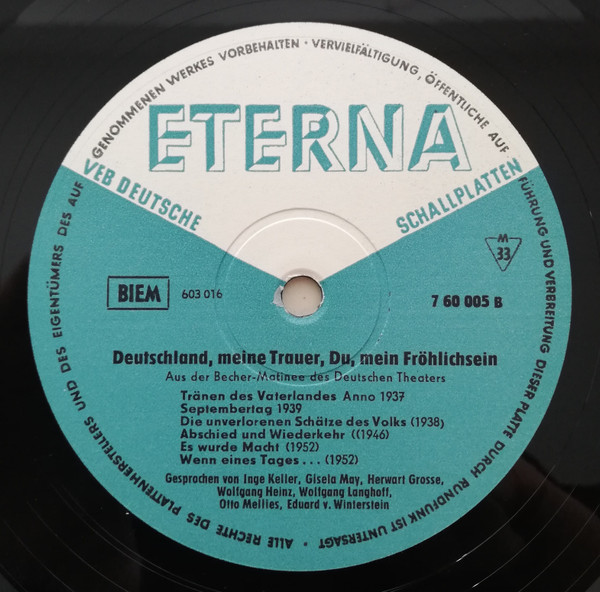 ALLE RECHTE DES PLATTENHERSTELLERS UND DES EIGENTÜMERS DES AUF GENOMMENEN WERKES VORBEHALTEN · VERVIELFÄLTIGUNG, ÖFFENTLICHE AUF FÜHRUNG UND VERBREITUNG DIESER PLATTE DURCH RUNDFUNK IST UNTERSAGT ·
ETERNA
VEB DEUTSCHE SCHALLPLATTEN
M
33
BIEM 603 016 7 60 005 B
Deutschland, meine Trauer, Du, mein Fröhlichsein
Aus der Becher-Matinee des Deutschen Theaters
Tränen des Vaterlandes Anno 1937
Septembertag 1939
Die unverlorenen Schätze des Volks (1938)
Abschied und Wiederkehr ((1946)
Es wurde Macht (1952)
Wenn eines Tages... (1952)
Gesprochen von Inge Keller, Gisela May, Herwart Grosse,
Wolfgang Heinz, Wolfgang Langhoff,
Otto Mellies, Eduard v. Winterstein